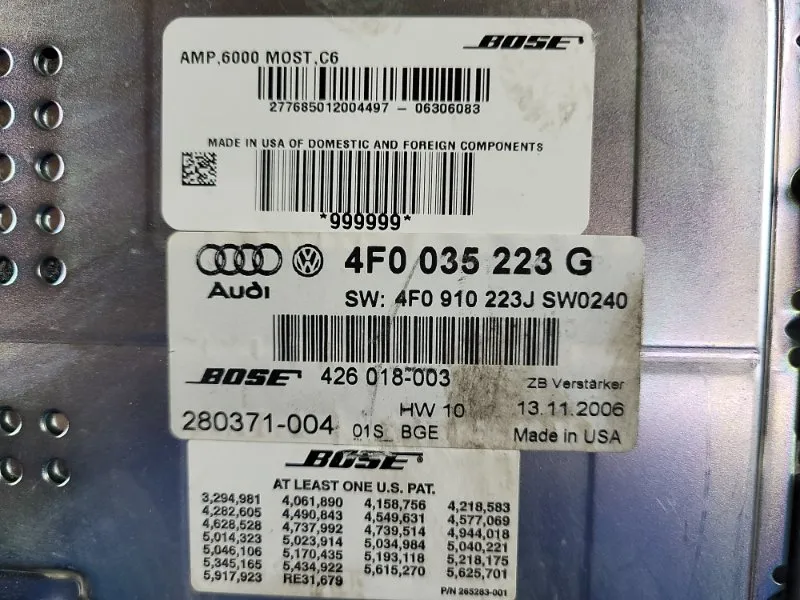 BOSE
AMP,6000 MOST,C6
277685012004497 - 06306083
MADE IN USA OF DOMESTIC AND FOREIGN COMPONENTS
*999999*
Audi 4F0 035 223 G
SW: 4F0 910 223J SW0240
BOSE 426 018-003 ZB Verstärker
280371-004 01S_BGE HW 10 13.11.2006
Made in USA
BOSE
AT LEAST ONE U.S. PAT.
3,294,981 4,061,890 4,158,756 4,218,583
4,282,605 4,490,843 4,549,631 4,577,069
4,628,528 4,737,992 4,739,514 4,944,018
5,014,323 5,023,914 5,034,984 5,040,221
5,046,106 5,170,435 5,193,118 5,218,175
5,345,165 5,434,922 5,615,270 5,625,701
5,917,923 RE31,679
P/N 265263-001